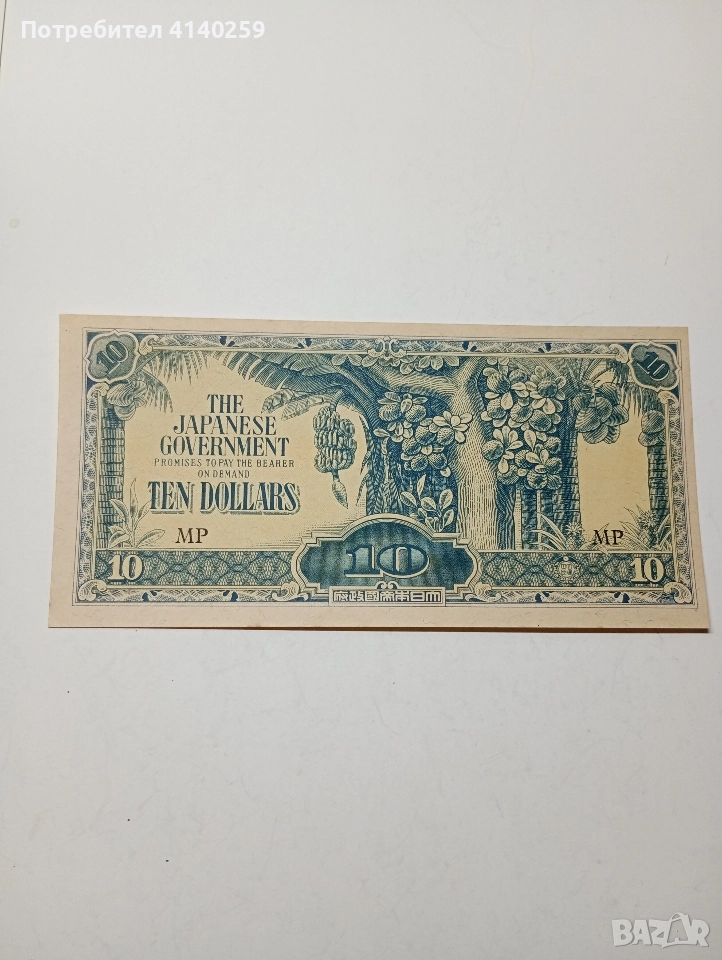 Потребител 4140259
10
10
THE
JAPANESE
GOVERNMENT
PROMISES TO PAY THE BEARER
ON DEMAND
TEN DOLLARS
MP
MP
10
10
10
府政國帝本日大
BAZAR